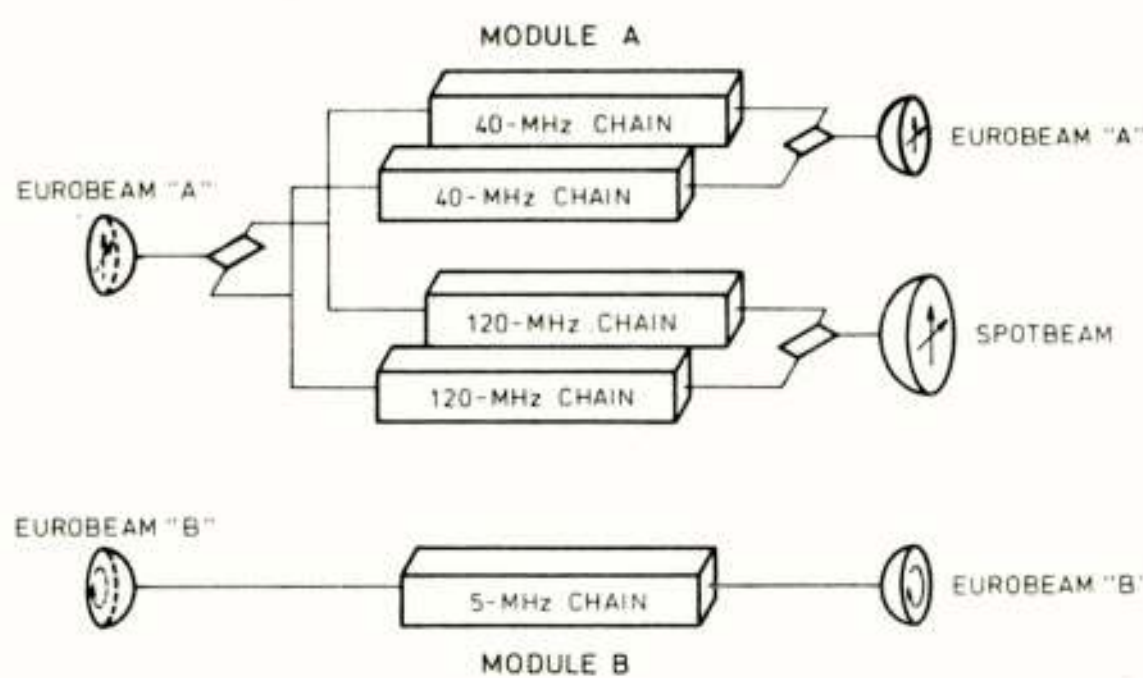 MODULE A
40-MHz CHAIN
EUROBEAM "A"
40-MHz CHAIN
EUROBEAM "A"
120-MHz CHAIN
SPOTBEAM
120-MHz CHAIN
EUROBEAM "B"
5-MHz CHAIN
EUROBEAM "B"
MODULE B